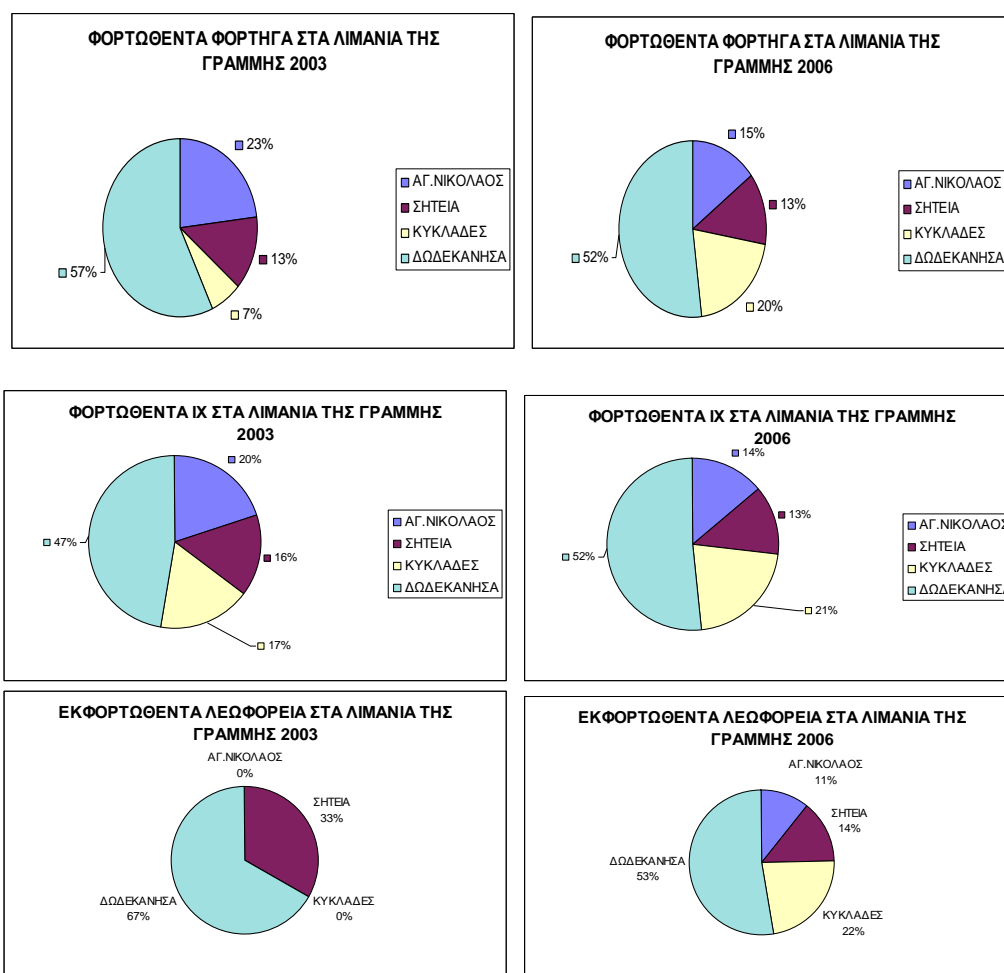 ΦΟΡΤΩΘΕΝΤΑ ΦΟΡΤΗΓΑ ΣΤΑ ΛΙΜΑΝΙΑ ΤΗΣ
ΓΡΑΜΜΗΣ 2003
23%
13%
7%
57%
ΑΓ.ΝΙΚΟΛΑΟΣ
ΣΗΤΕΙΑ
ΚΥΚΛΑΔΕΣ
ΔΩΔΕΚΑΝΗΣΑ
ΦΟΡΤΩΘΕΝΤΑ ΦΟΡΤΗΓΑ ΣΤΑ ΛΙΜΑΝΙΑ ΤΗΣ
ΓΡΑΜΜΗΣ 2006
15%
13%
20%
52%
ΑΓ.ΝΙΚΟΛΑΟΣ
ΣΗΤΕΙΑ
ΚΥΚΛΑΔΕΣ
ΔΩΔΕΚΑΝΗΣΑ
ΦΟΡΤΩΘΕΝΤΑ ΙΧ ΣΤΑ ΛΙΜΑΝΙΑ ΤΗΣ ΓΡΑΜΜΗΣ
2003
20%
16%
17%
47%
ΑΓ.ΝΙΚΟΛΑΟΣ
ΣΗΤΕΙΑ
ΚΥΚΛΑΔΕΣ
ΔΩΔΕΚΑΝΗΣΑ
ΦΟΡΤΩΘΕΝΤΑ ΙΧ ΣΤΑ ΛΙΜΑΝΙΑ ΤΗΣ ΓΡΑΜΜΗΣ
2006
14%
13%
21%
52%
ΑΓ.ΝΙΚΟΛΑΟΣ
ΣΗΤΕΙΑ
ΚΥΚΛΑΔΕΣ
ΔΩΔΕΚΑΝΗΣΑ
ΕΚΦΟΡΤΩΘΕΝΤΑ ΛΕΩΦΟΡΕΙΑ ΣΤΑ ΛΙΜΑΝΙΑ ΤΗΣ
ΓΡΑΜΜΗΣ 2003
ΑΓ.ΝΙΚΟΛΑΟΣ
0%
ΣΗΤΕΙΑ
33%
ΚΥΚΛΑΔΕΣ
0%
ΔΩΔΕΚΑΝΗΣΑ
67%
ΕΚΦΟΡΤΩΘΕΝΤΑ ΛΕΩΦΟΡΕΙΑ ΣΤΑ ΛΙΜΑΝΙΑ ΤΗΣ
ΓΡΑΜΜΗΣ 2006
ΑΓ.ΝΙΚΟΛΑΟΣ
11%
ΣΗΤΕΙΑ
14%
ΚΥΚΛΑΔΕΣ
22%
ΔΩΔΕΚΑΝΗΣΑ
53%